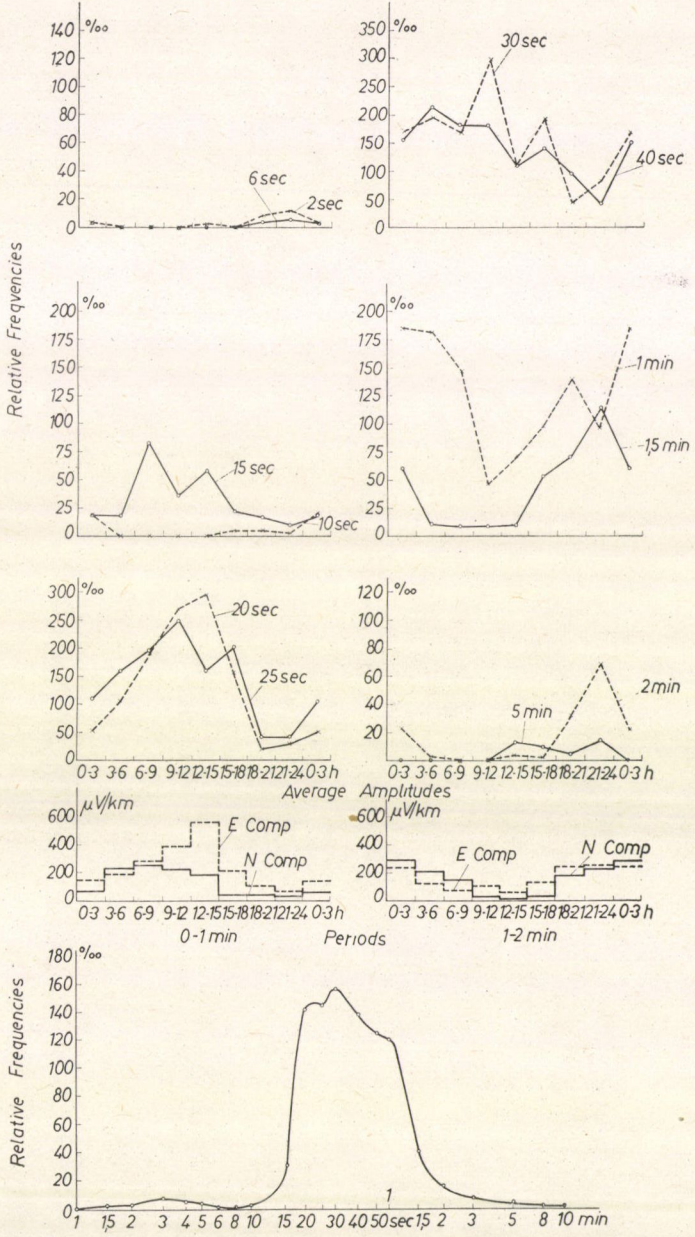 Relative Freqvencies
140 ‰
120
100
80
60
40
20
0
6 sec
2 sec
350 ‰
300
250
200
150
100
50
0
30 sec
40 sec
200 ‰
175
150
125
100
75
50
25
0
15 sec
10 sec
200 ‰
175
150
125
100
75
50
25
0
1 min
1,5 min
300 ‰
250
200
150
100
50
0
20 sec
25 sec
0-3 3-6 6-9 9-12 12-15 15-18 18-21 21-24 0-3 h
120 ‰
100
80
60
40
20
5 min
2 min
0-3 3-6 6-9 9-12 12-15 15-18 18-21 21-24 0-3 h
Average Amplitudes
μV/km
600
400
200
0
E Comp
N Comp
0-3 3-6 6-9 9-12 12-15 15-18 18-21 21-24 0-3 h
0-1 min
μV/km
600
400
200
0
E Comp
N Comp
0-3 3-6 6-9 9-12 12-15 15-18 18-21 21-24 0-3 h
1-2 min
Periods
Relative Frequencies
180 ‰
160
140
120
100
80
60
40
20
0
1
1 1,5 2 3 4 5 6 8 10 15 20 30 40 50 sec 1,5 2 3 5 8 10 min